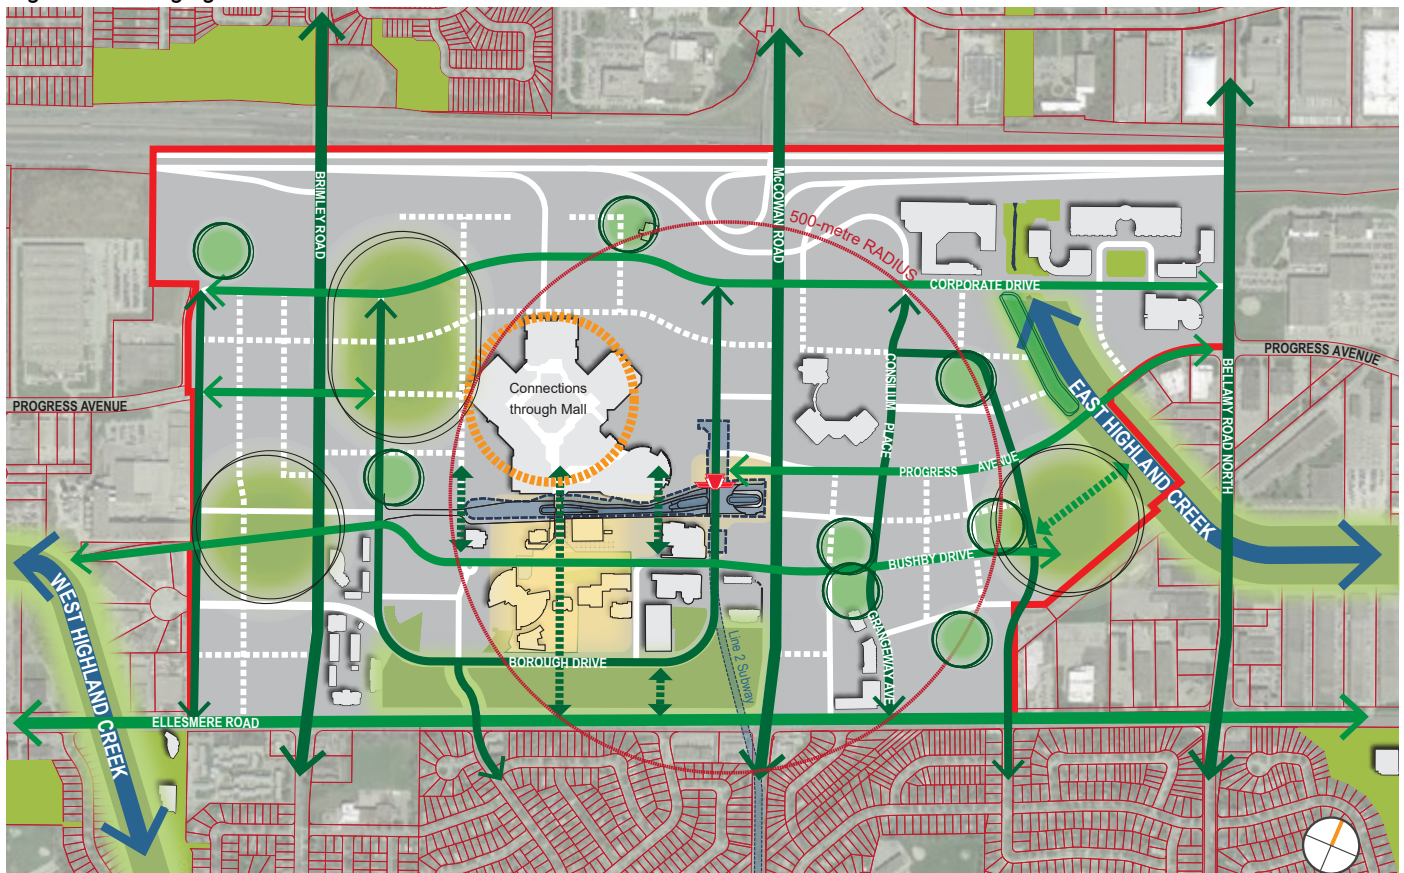 BRIMLEY ROAD
McCOWAN ROAD
500-metre RADIUS
CORPORATE DRIVE
PROGRESS AVENUE
BELLAMY ROAD NORTH
PROGRESS AVENUE
Connections
through Mall
CONSILIUM PLACE
EAST HIGHLAND CREEK
PROGRESS AVENUE
BUSHBY DRIVE
WEST HIGHLAND CREEK
GRANGEWAY AVE
Line 2 Subway
BOROUGH DRIVE
ELLESMERE ROAD